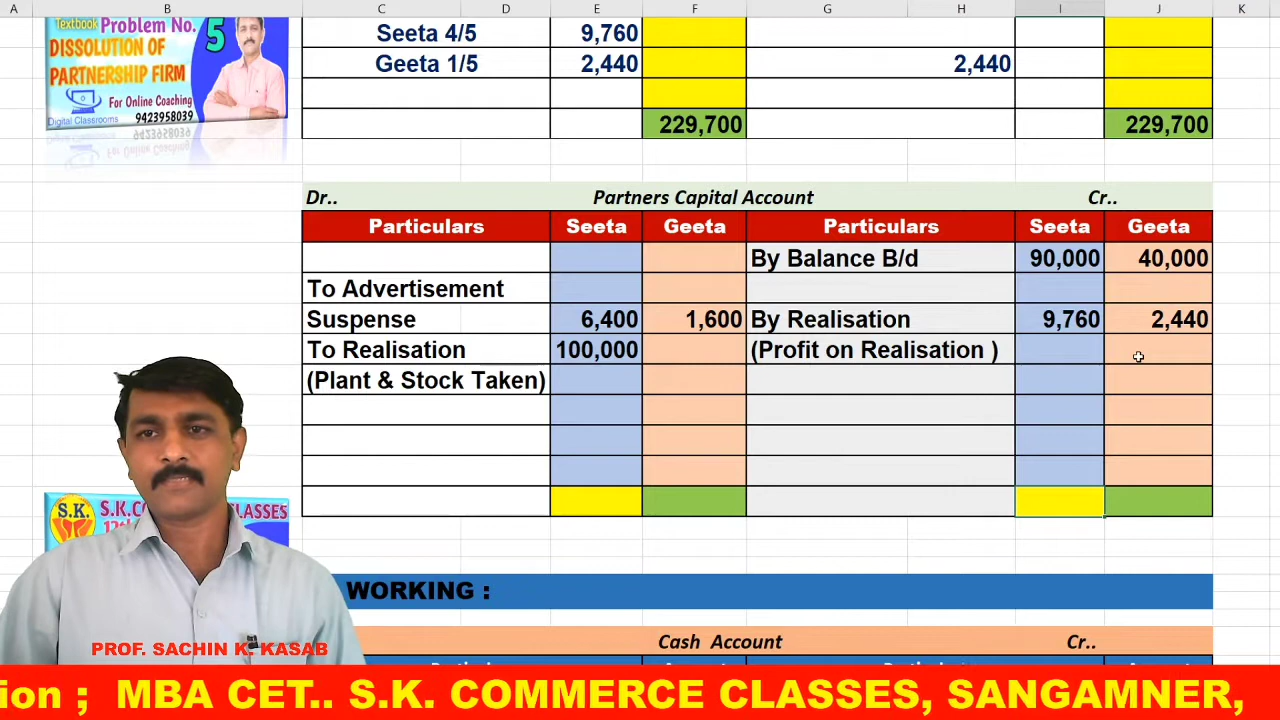 A B C D E F G H I J K
Textbook Problem No. 5
DISSOLUTION OF
PARTNERSHIP FIRM
For Online Coaching
Digital Classrooms 9423958039
Seeta 4/5 9,760
Geeta 1/5 2,440 2,440
229,700 229,700
Dr.. Partners Capital Account Cr..
Particulars Seeta Geeta Particulars Seeta Geeta
By Balance B/d 90,000 40,000
To Advertisement
Suspense 6,400 1,600 By Realisation 9,760 2,440
To Realisation 100,000 (Profit on Realisation )
(Plant & Stock Taken)
S.K.
WORKING :
Cash Account Cr..
PROF. SACHIN K. KASAB
ion ; MBA CET.. S.K. COMMERCE CLASSES, SANGAMNER,